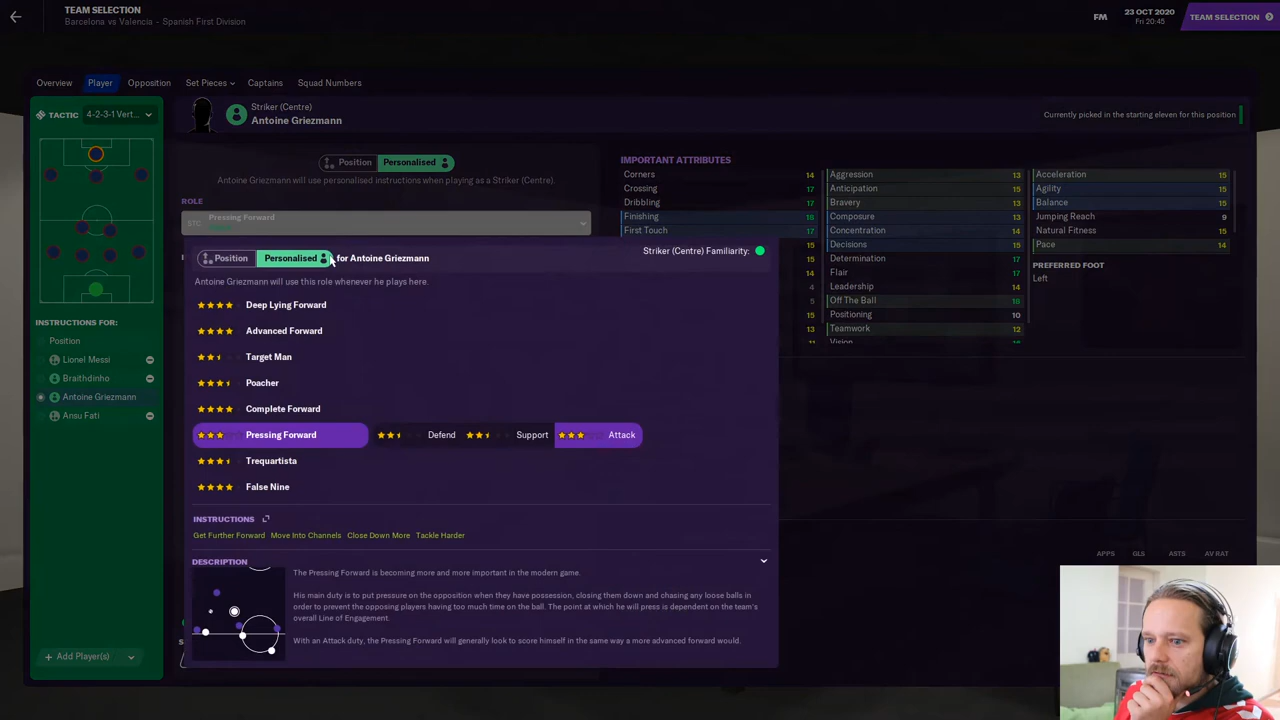 TEAM SELECTION
Barcelona vs Valencia - Spanish First Division
FM
23 OCT 2020
Fri 20:45
TEAM SELECTION
Overview
Player
Opposition
Set Pieces
Captains
Squad Numbers
TACTIC
4-2-3-1 Vert...
Striker (Centre)
Antoine Griezmann
Currently picked in the starting eleven for this position
Position
Personalised
Antoine Griezmann will use personalised instructions when playing as a Striker (Centre).
ROLE
STC
Pressing Forward
IMPORTANT ATTRIBUTES
Corners 14
Crossing 17
Dribbling 17
Finishing 18
First Touch 17
15
14
4
5
15
13
11
Aggression 13
Anticipation 15
Bravery 13
Composure 13
Concentration 14
Decisions 15
Determination 17
Flair 17
Leadership 14
Off The Ball 18
Positioning 10
Teamwork 12
Vision 16
Acceleration 15
Agility 15
Balance 15
Jumping Reach 9
Natural Fitness 15
Pace 14
PREFERRED FOOT
Left
Position
Personalised
for Antoine Griezmann
Striker (Centre) Familiarity:
Antoine Griezmann will use this role whenever he plays here.
Deep Lying Forward
Advanced Forward
Target Man
Poacher
Complete Forward
Pressing Forward
Defend
Support
Attack
Trequartista
False Nine
INSTRUCTIONS
Get Further Forward Move Into Channels Close Down More Tackle Harder
DESCRIPTION
The Pressing Forward is becoming more and more important in the modern game.
His main duty is to put pressure on the opposition when they have possession, closing them down and chasing any loose balls in
order to prevent the opposing players having too much time on the ball. The point at which he will press is dependent on the team's
overall Line of Engagement.
With an Attack duty, the Pressing Forward will generally look to score himself in the same way a more advanced forward would.
INSTRUCTIONS FOR:
Position
Lionel Messi
Braithdinho
Antoine Griezmann
Ansu Fati
Add Player(s)
APPS GLS ASTS AV RAT